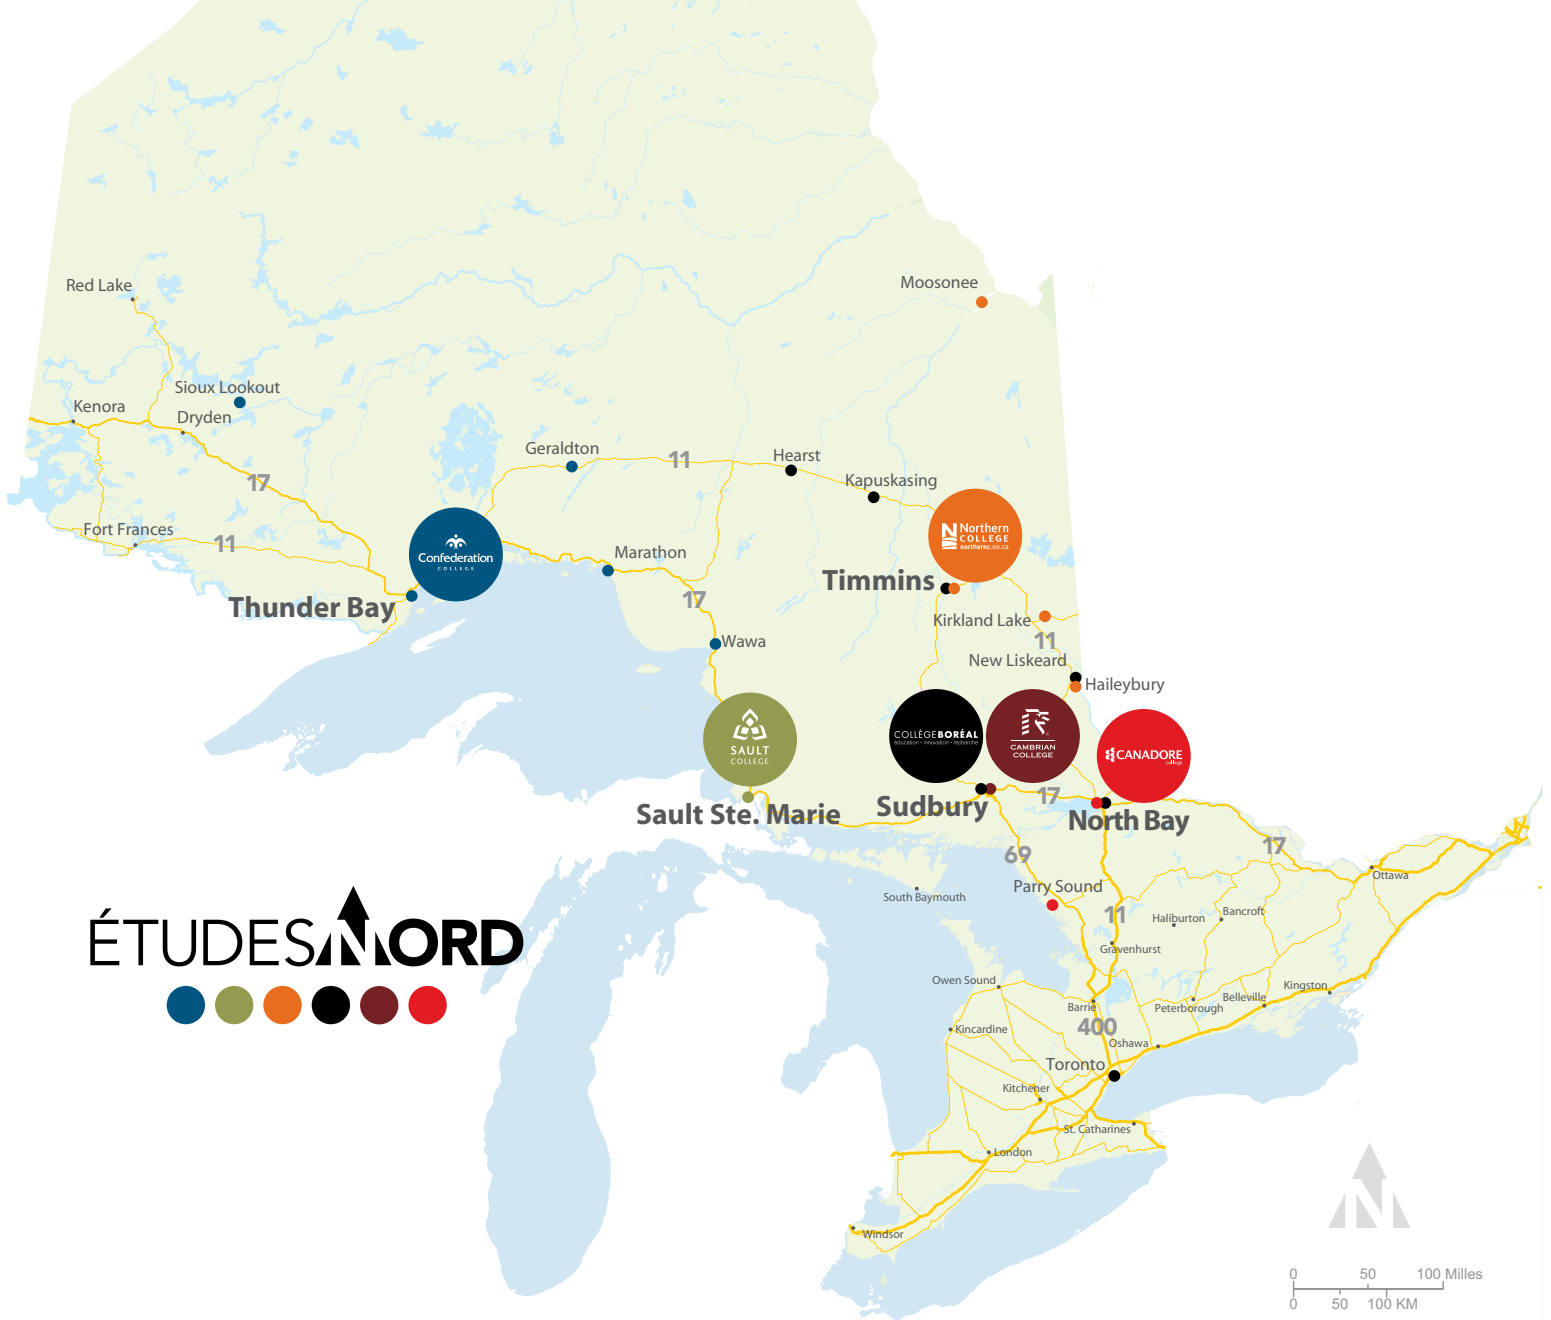 Moosonee
Red Lake
Sioux Lookout
Kenora
Dryden
Geraldton
11
Hearst
Kapuskasing
17
Fort Frances
11
Northern
COLLEGE
northernc.on.ca
Confederation
COLLEGE
Marathon
Timmins
Thunder Bay
17
Kirkland Lake
11
Wawa
New Liskeard
Haileybury
COLLÈGEBORÉAL
éducation • innovation • recherche
CAMBRIAN
COLLEGE
CANADORE
college
SAULT
COLLEGE
Sault Ste. Marie
Sudbury
17
North Bay
69
17
Ottawa
South Baymouth
Parry Sound
11
Haliburton
Bancroft
Gravenhurst
ÉTUDESNORD
Owen Sound
Barrie
Peterborough
Belleville
Kingston
Kincardine
400
Oshawa
Toronto
Kitchener
St. Catharines
London
Windsor
N
0 50 100 Milles
0 50 100 KM